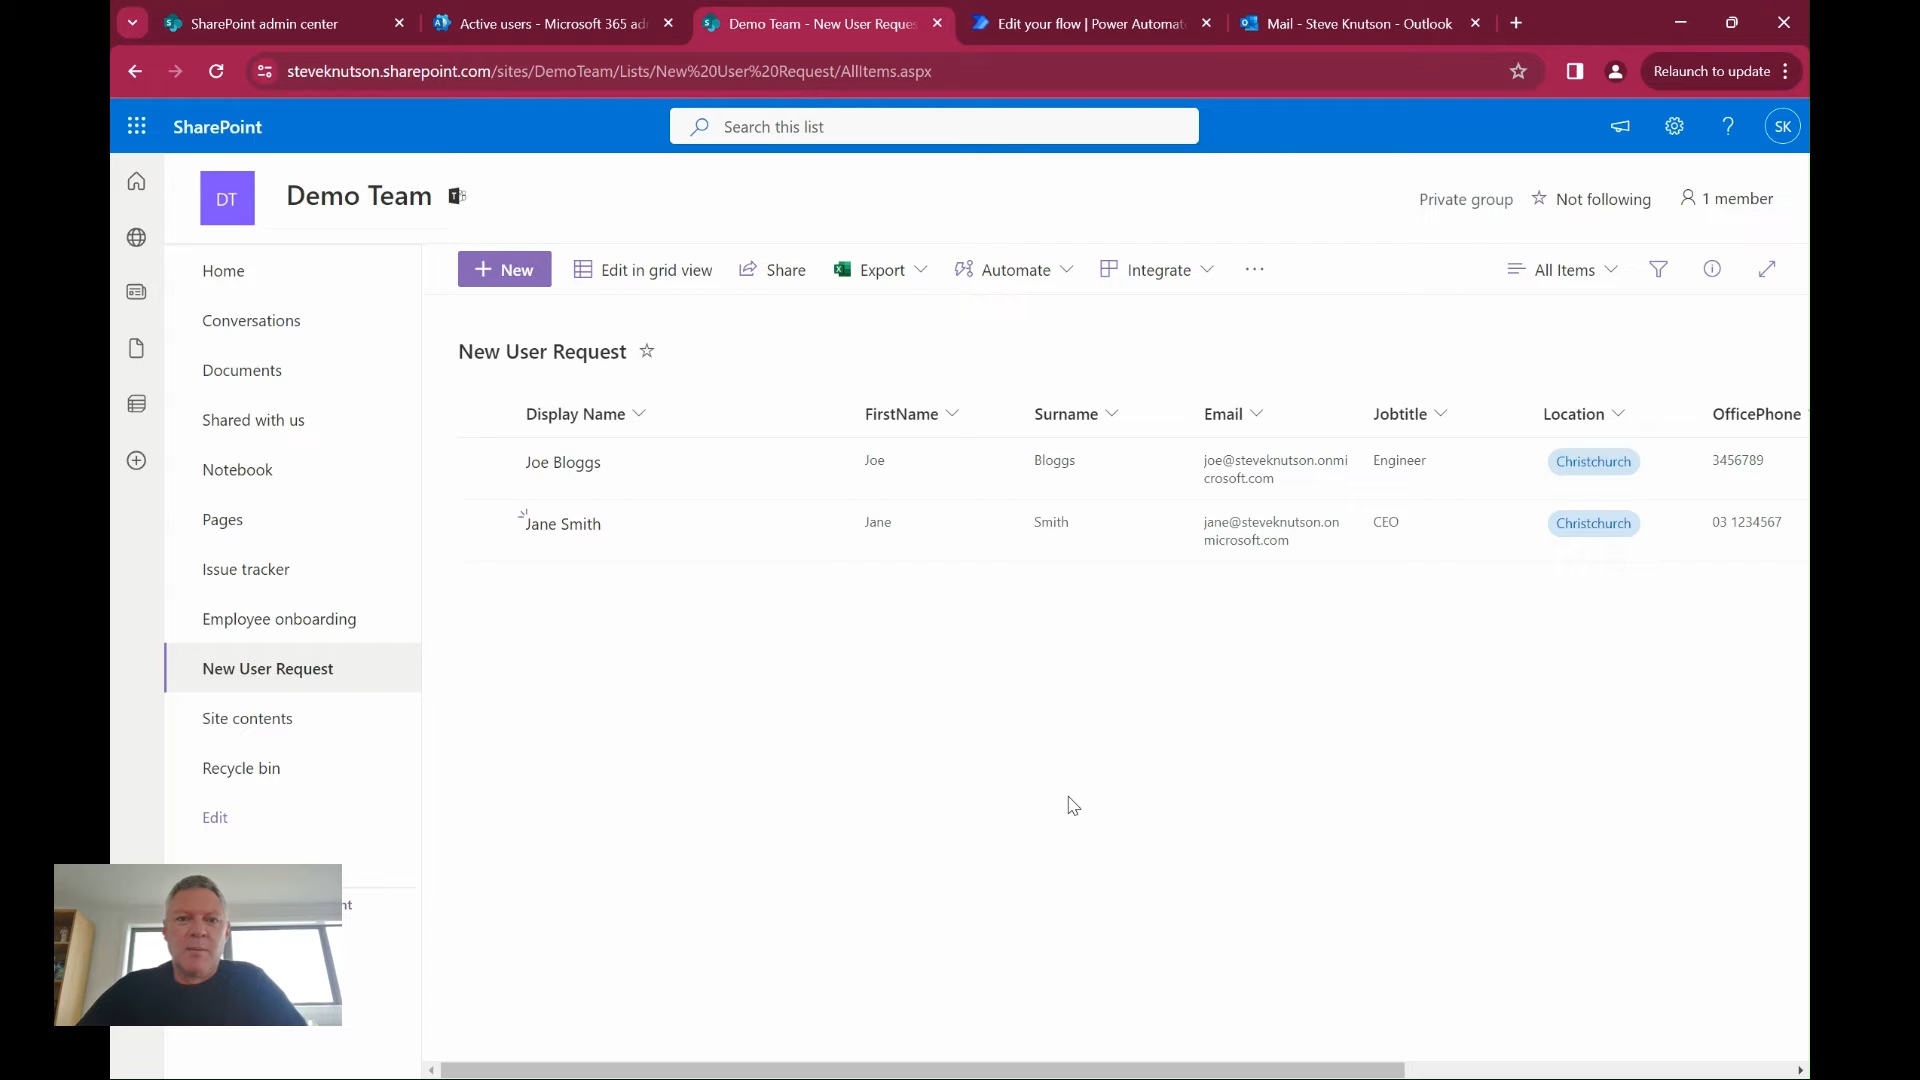 SharePoint admin center
Active users - Microsoft 365 ad
Demo Team - New User Reques
Edit your flow | Power Automat
Mail - Steve Knutson - Outlook
steveknutson.sharepoint.com/sites/DemoTeam/Lists/New%20User%20Request/AllItems.aspx
Relaunch to update
SharePoint
Search this list
SK
DT
Demo Team
Private group
Not following
1 member
Home
Conversations
Documents
Shared with us
Notebook
Pages
Issue tracker
Employee onboarding
New User Request
Site contents
Recycle bin
Edit
nt
New
Edit in grid view
Share
Export
Automate
Integrate
All Items
New User Request
Display Name
FirstName
Surname
Email
Jobtitle
Location
OfficePhone
Joe Bloggs
Joe
Bloggs
joe@steveknutson.onmi
crosoft.com
Engineer
Christchurch
3456789
Jane Smith
Jane
Smith
jane@steveknutson.on
microsoft.com
CEO
Christchurch
03 1234567